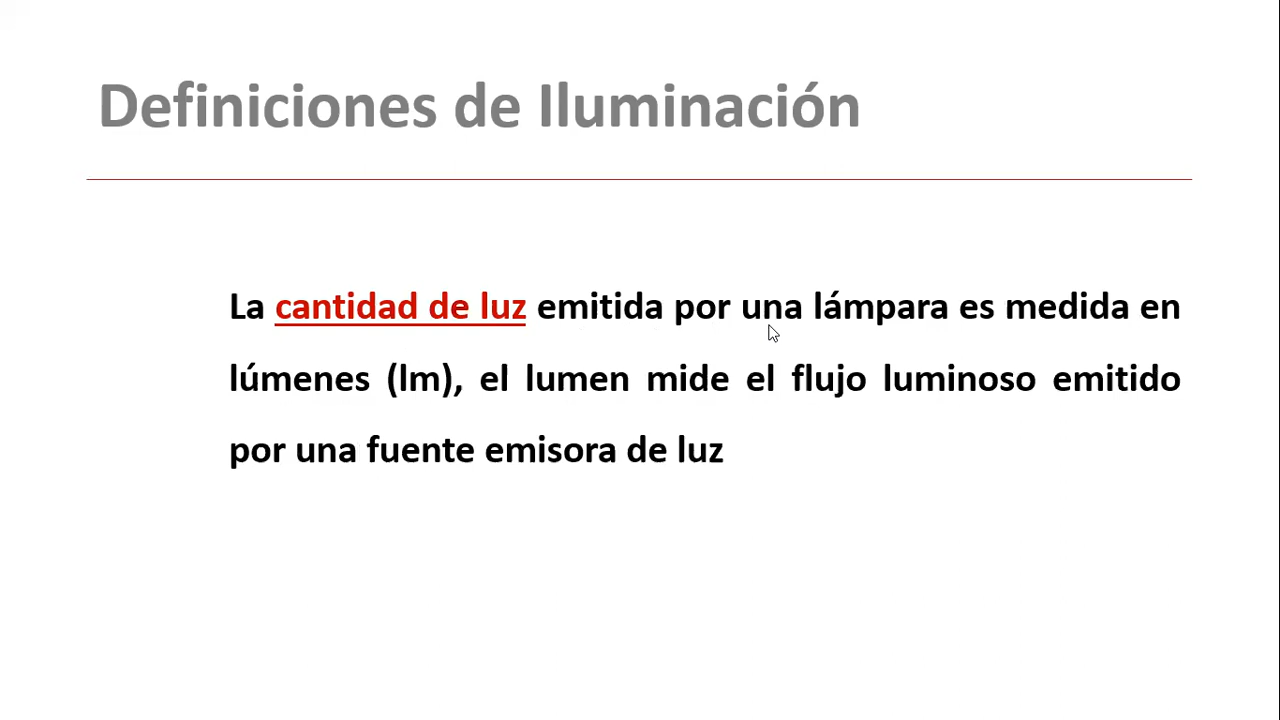 Definiciones de Iluminación
La cantidad de luz emitida por una lámpara es medida en
lúmenes (lm), el lumen mide el flujo luminoso emitido
por una fuente emisora de luz